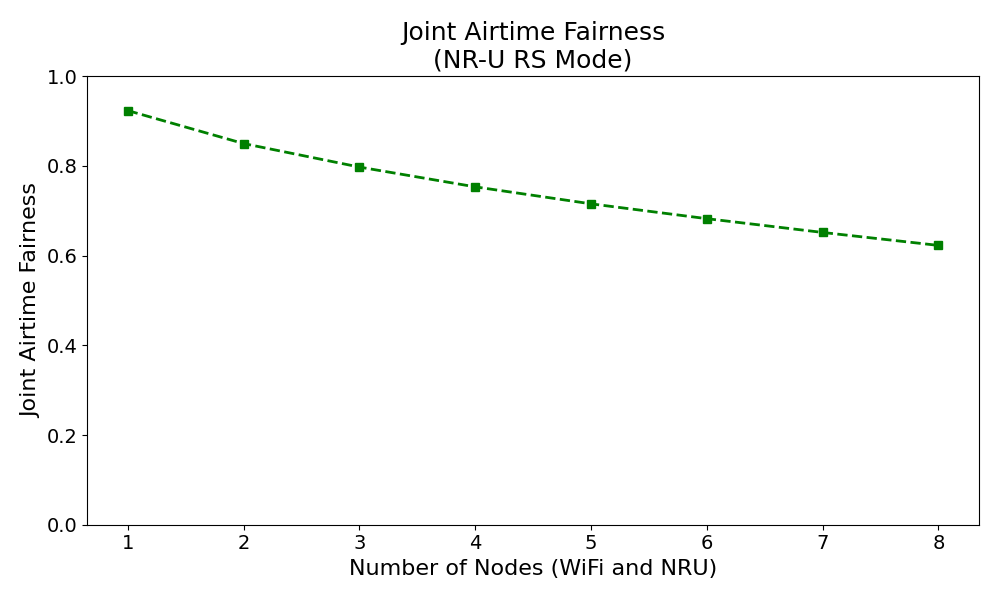 Joint Airtime Fairness
(NR-U RS Mode)
Joint Airtime Fairness
1.0
0.8
0.6
0.4
0.2
0.0
1 2 3 4 5 6 7 8
Number of Nodes (WiFi and NRU)